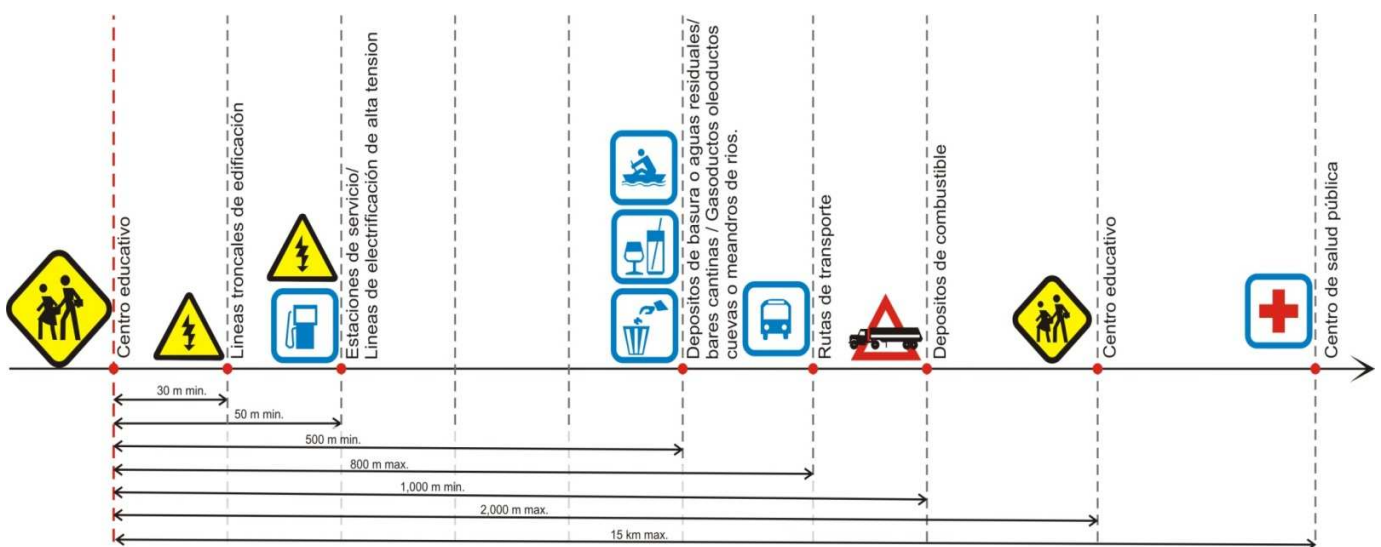 Centro educativo
Lineas troncales de edificación
Estaciones de servicio/
Lineas de electrificación de alta tension
Depositos de basura o aguas residuales/
bares cantinas / Gasoductos oleoductos
cuevas o meandros de rios.
Rutas de transporte
Depositos de combustible
Centro educativo
Centro de salud pública
30 m min.
50 m min.
500 m min.
800 m max.
1,000 m min.
2,000 m max.
15 km max.